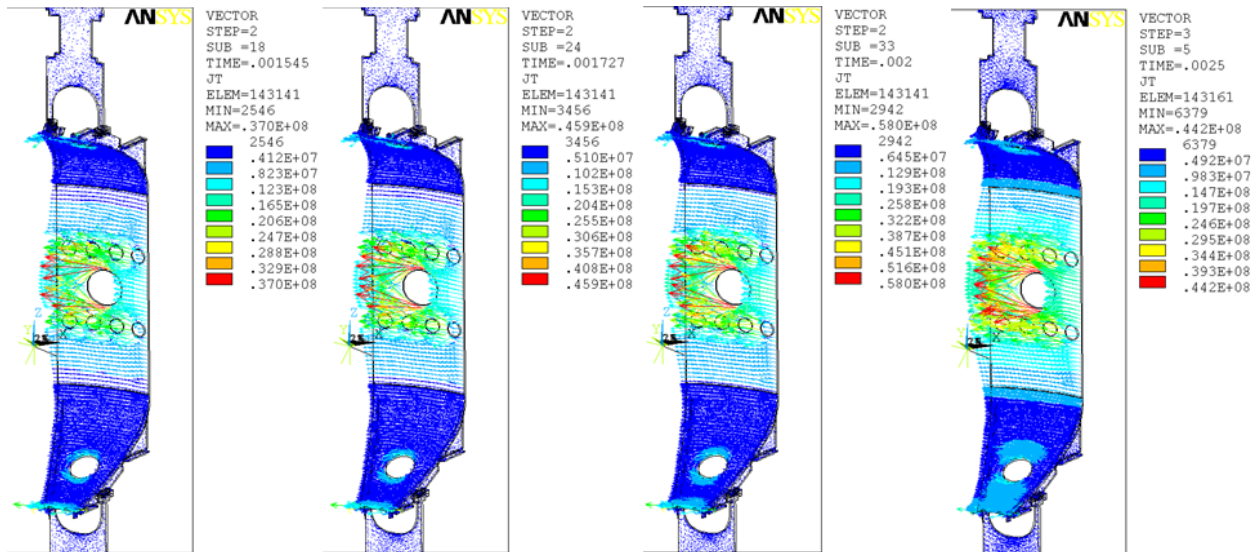 ANSYS
VECTOR
STEP=2
SUB =18
TIME=.001545
JT
ELEM=143141
MIN=2546
MAX=.370E+08
2546
.412E+07
.823E+07
.123E+08
.165E+08
.206E+08
.247E+08
.288E+08
.329E+08
.370E+08
Z
Y
X
ANSYS
VECTOR
STEP=2
SUB =24
TIME=.001727
JT
ELEM=143141
MIN=3456
MAX=.459E+08
3456
.510E+07
.102E+08
.153E+08
.204E+08
.255E+08
.306E+08
.357E+08
.408E+08
.459E+08
Z
Y
X
ANSYS
VECTOR
STEP=2
SUB =33
TIME=.002
JT
ELEM=143141
MIN=2942
MAX=.580E+08
2942
.645E+07
.129E+08
.193E+08
.258E+08
.322E+08
.387E+08
.451E+08
.516E+08
.580E+08
Z
Y
X
ANSYS
VECTOR
STEP=3
SUB =5
TIME=.0025
JT
ELEM=143161
MIN=6379
MAX=.442E+08
6379
.492E+07
.983E+07
.147E+08
.197E+08
.246E+08
.295E+08
.344E+08
.393E+08
.442E+08
Z
Y
X